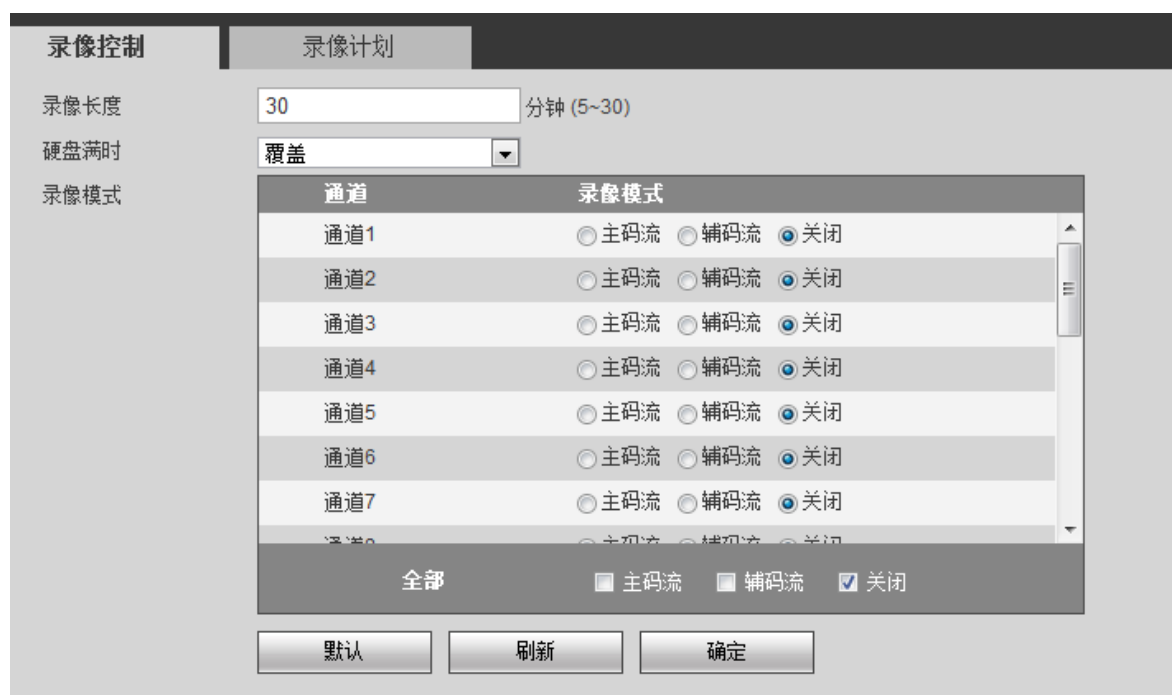 录像控制 录像计划
录像长度 30 分钟 (5~30)
硬盘满时 覆盖
录像模式 通道 录像模式
通道1 主码流 辅码流 关闭
通道2 主码流 辅码流 关闭
通道3 主码流 辅码流 关闭
通道4 主码流 辅码流 关闭
通道5 主码流 辅码流 关闭
通道6 主码流 辅码流 关闭
通道7 主码流 辅码流 关闭
全部 主码流 辅码流 关闭
默认 刷新 确定